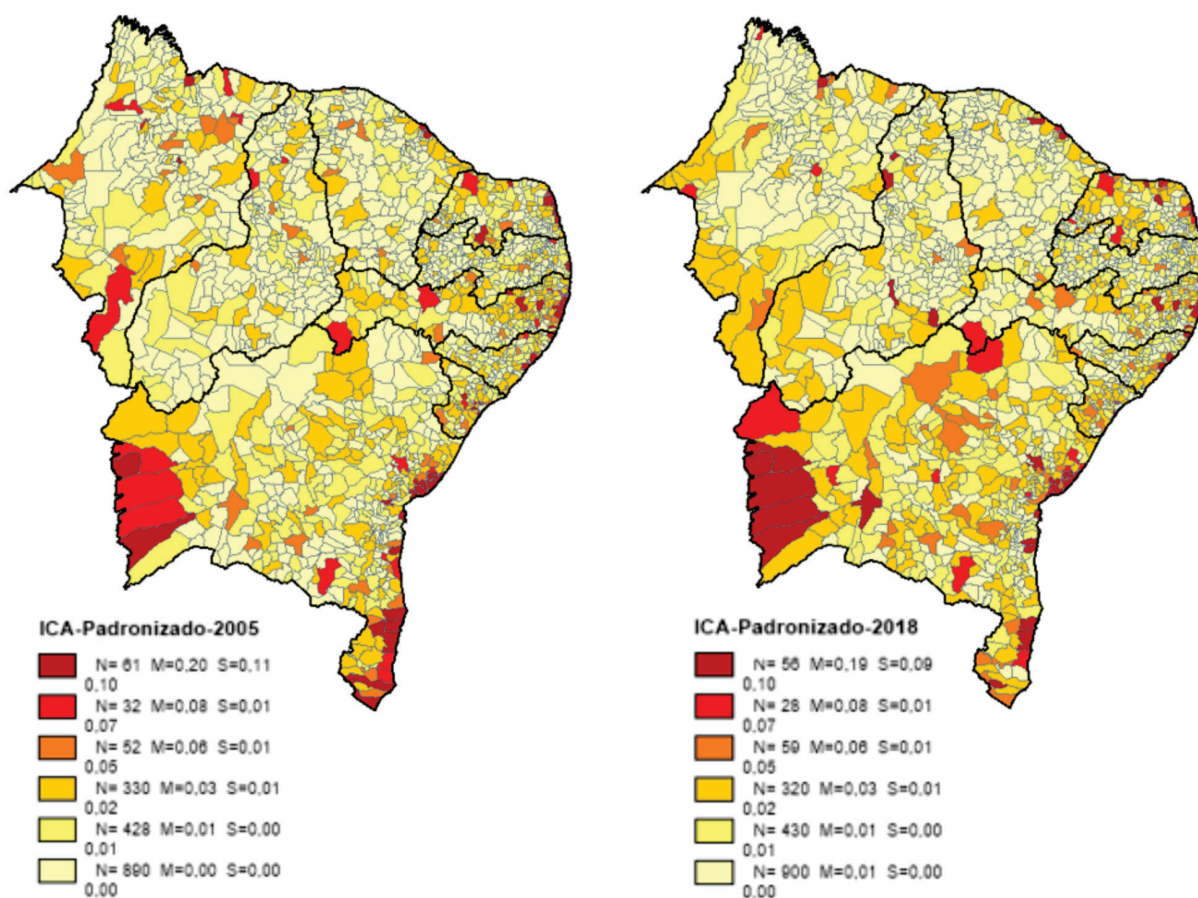 ICA-Padronizado-2005
N= 61 M=0,20 S=0,11
0,10
N= 32 M=0,08 S=0,01
0,07
N= 52 M=0,06 S=0,01
0,05
N= 330 M=0,03 S=0,01
0,02
N= 428 M=0,01 S=0,00
0,01
N= 890 M=0,00 S=0,00
0,00
ICA-Padronizado-2018
N= 56 M=0,19 S=0,09
0,10
N= 28 M=0,08 S=0,01
0,07
N= 59 M=0,06 S=0,01
0,05
N= 320 M=0,03 S=0,01
0,02
N= 430 M=0,01 S=0,00
0,01
N= 900 M=0,01 S=0,00
0,00